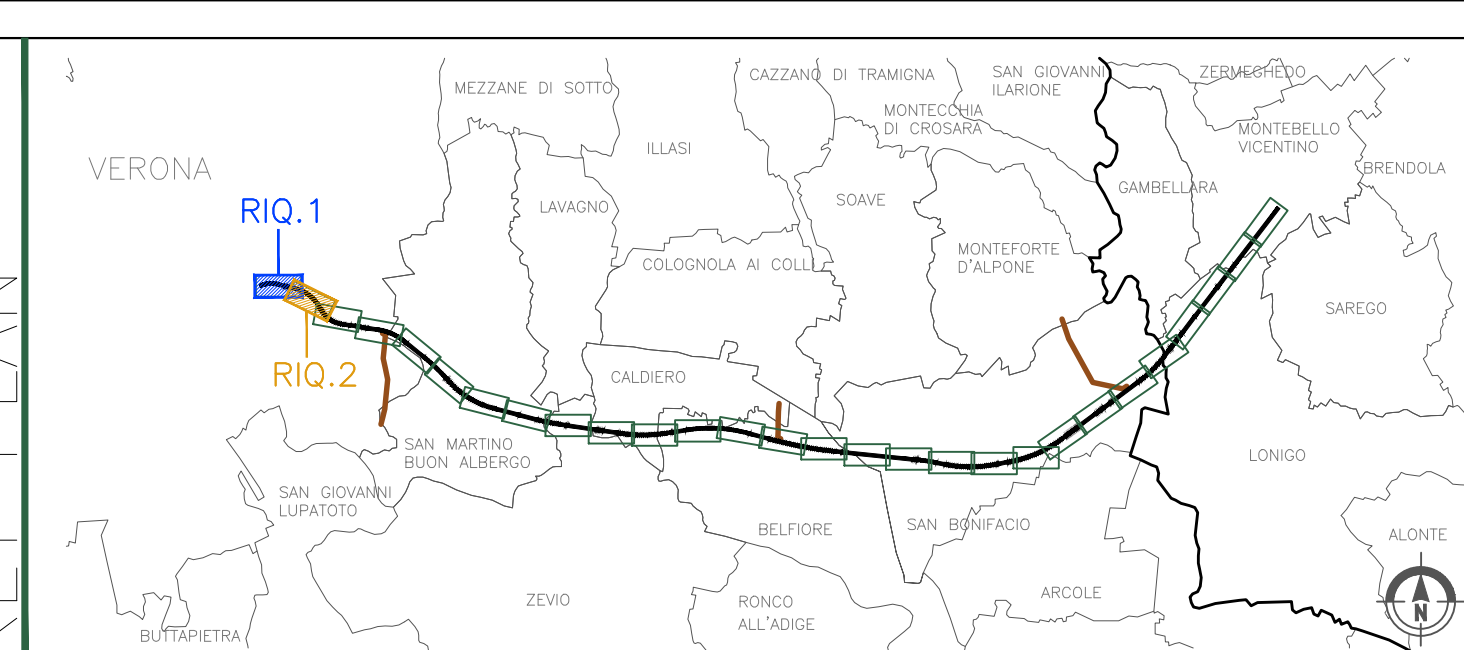 CAZZANO DI TRAMIGNA
SAN GIOVANNI
ILARIONE
ZERMEGHEDO
MEZZANE DI SOTTO
MONTECCHIA
DI CROSARA
MONTEBELLO
VICENTINO
ILLASI
VERONA
BRENDOLA
GAMBELLARA
RIQ.1
LAVAGNO
SOAVE
MONTEFORTE
D'ALPONE
COLOGNOLA AI COLLI
SAREGO
RIQ.2
CALDIERO
SAN MARTINO
BUON ALBERGO
LONIGO
SAN GIOVANNI
LUPATOTO
BELFIORE
SAN BONIFACIO
ALONTE
ZEVIO
RONCO
ALL'ADIGE
ARCOLE
N
BUTTAPIETRA